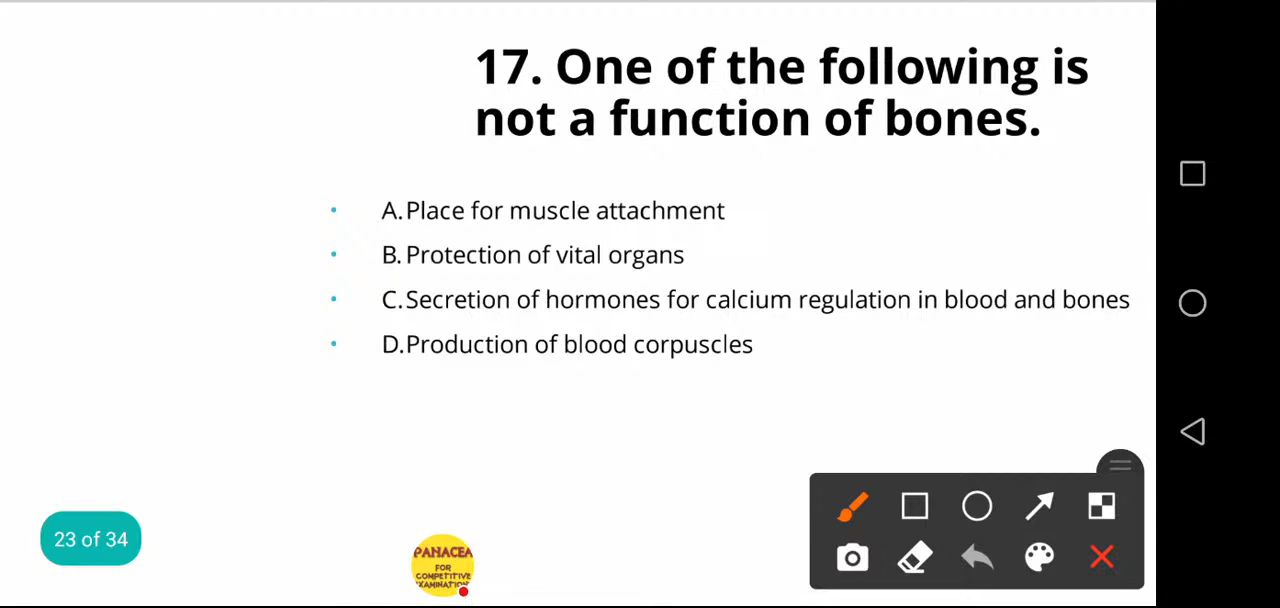 17. One of the following is
not a function of bones.
A.Place for muscle attachment
B. Protection of vital organs
C.Secretion of hormones for calcium regulation in blood and bones
D.Production of blood corpuscles
23 of 34
PANACEA
FOR
COMPETITIVE
EXAMINATION